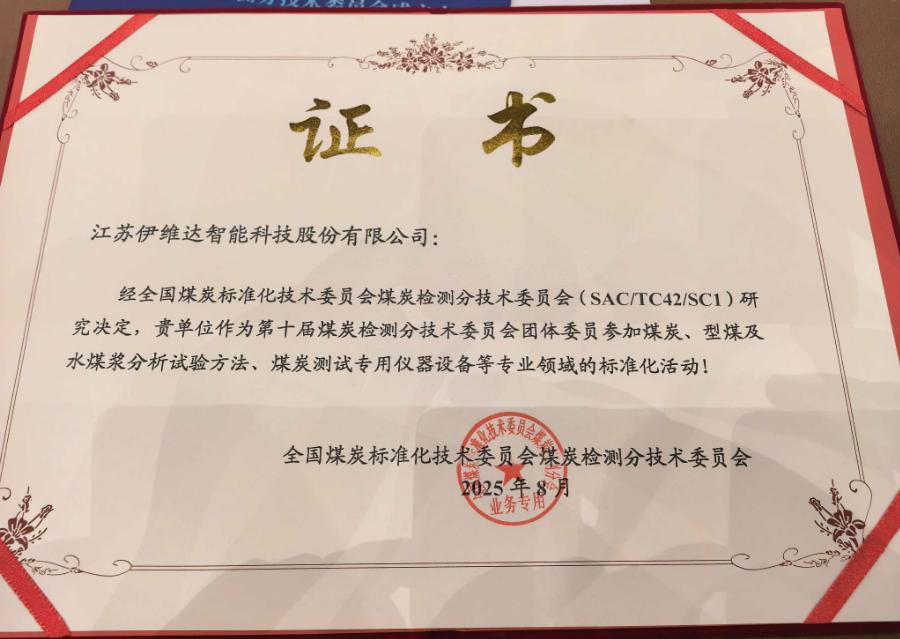 证 书
江苏伊维达智能科技股份有限公司：
经全国煤炭标准化技术委员会煤炭检测分技术委员会（SAC/TC42/SC1）研
究决定，贵单位作为第十届煤炭检测分技术委员会团体委员参加煤炭、型煤及
水煤浆分析试验方法、煤炭测试专用仪器设备等专业领域的标准化活动！
全国煤炭标准化技术委员会煤炭检测分技术委员会
2025 年 8 月
业务专用